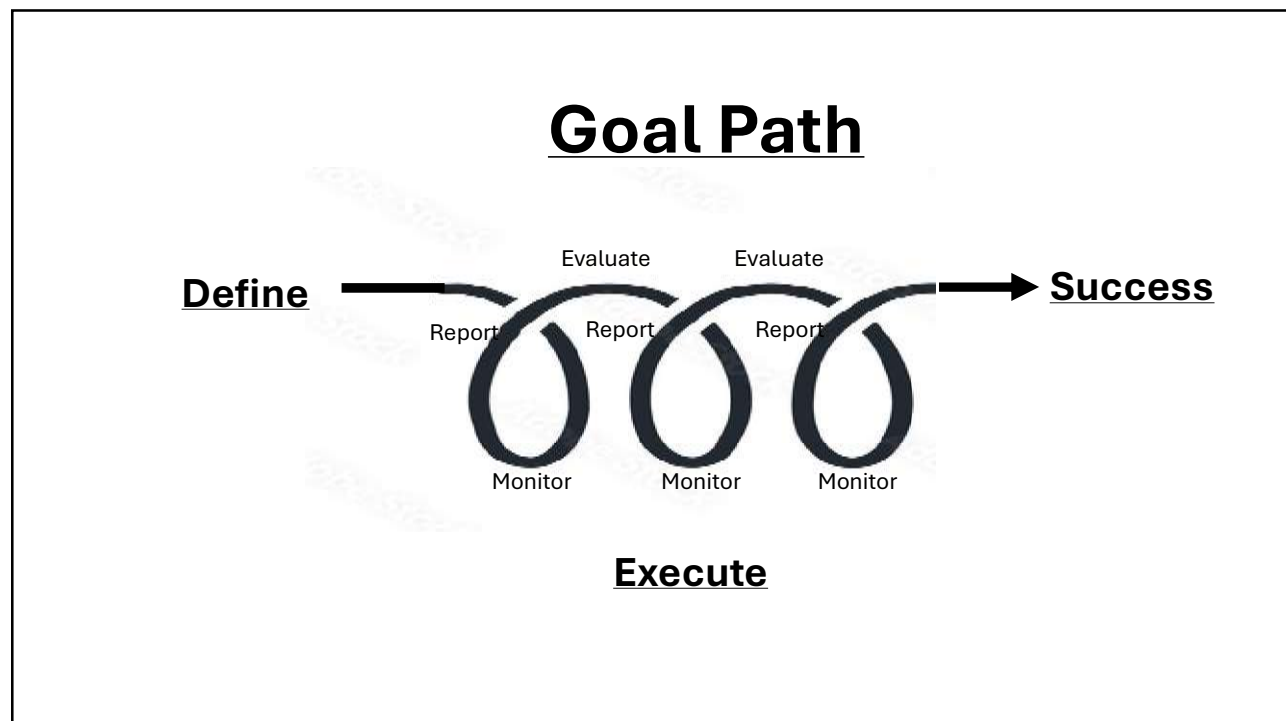 Goal Path
Evaluate Evaluate
Define Success
Report Report Report
Monitor Monitor Monitor
Execute